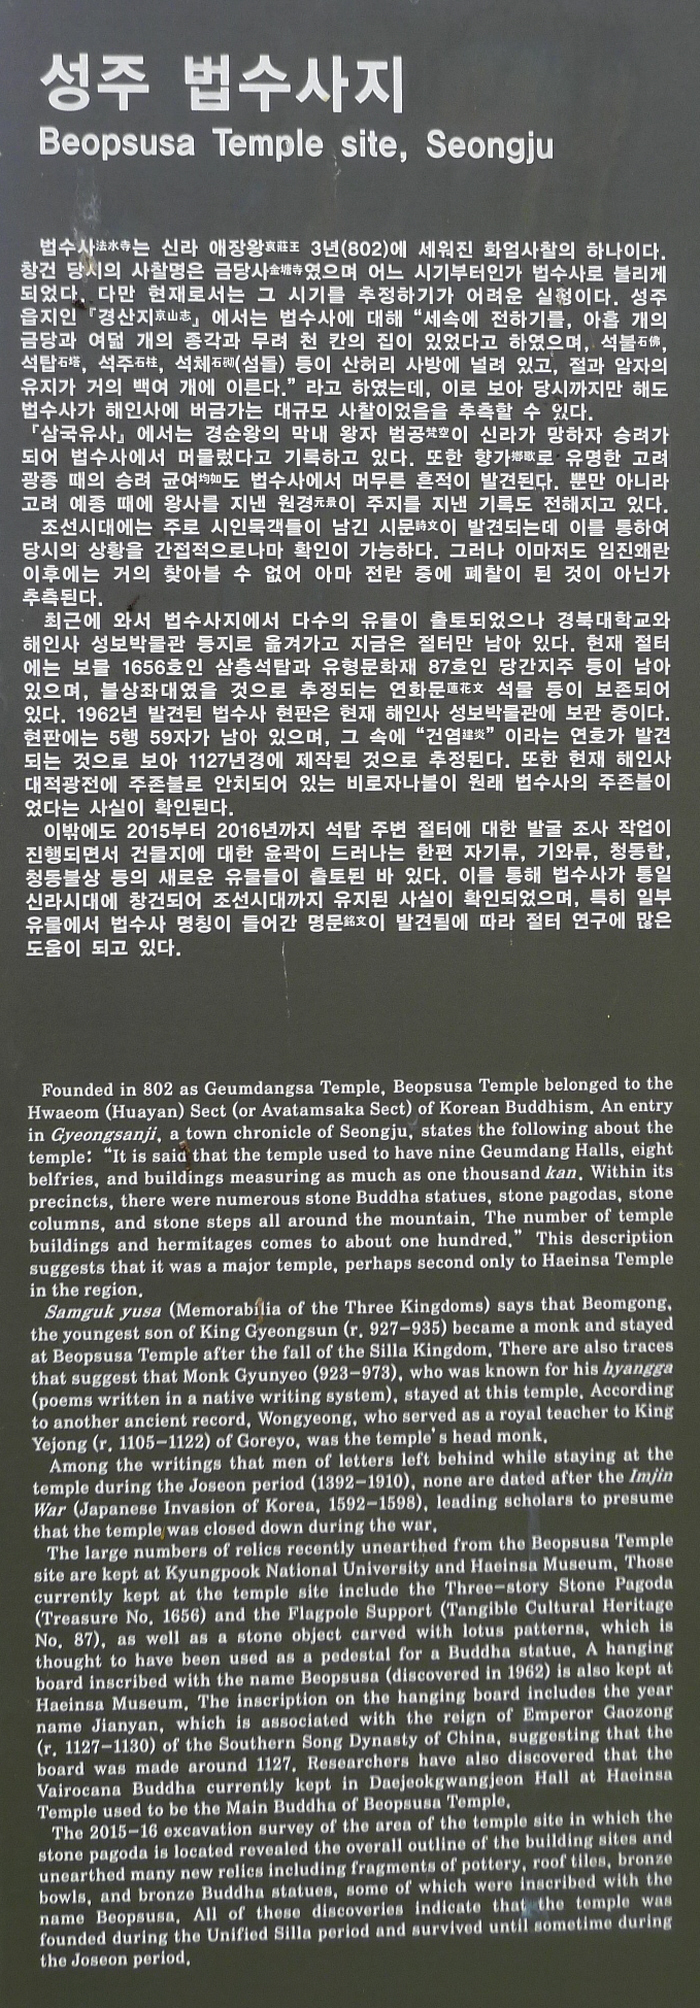 성주 법수사지
Beopsusa Temple site, Seongju
법수사法水寺는 신라 애장왕哀莊王 3년(802)에 세워진 화엄사찰의 하나이다.
창건 당시의 사찰명은 금당사金塘寺였으며 어느 시기부터인가 법수사로 불리게
되었다. 다만 현재로서는 그 시기를 추정하기가 어려운 실정이다. 성주
읍지인 『경산지京山志』 에서는 법수사에 대해 “세속에 전하기를, 아홉 개의
금당과 여덟 개의 종각과 무려 천 칸의 집이 있었다고 하였으며, 석불石佛,
석탑石塔, 석주石柱, 석체石砌(섬돌) 등이 산허리 사방에 널려 있고, 절과 암자의
유지가 거의 백여 개에 이른다.” 라고 하였는데, 이로 보아 당시까지만 해도
법수사가 해인사에 버금가는 대규모 사찰이었음을 추측할 수 있다.
『삼국유사』 에서는 경순왕의 막내 왕자 범공梵空이 신라가 망하자 승려가
되어 법수사에서 머물렀다고 기록하고 있다. 또한 향가鄕歌로 유명한 고려
광종 때의 승려 균여均如도 법수사에서 머무른 흔적이 발견된다. 뿐만 아니라
고려 예종 때에 왕사를 지낸 원경元景이 주지를 지낸 기록도 전해지고 있다.
조선시대에는 주로 시인묵객들이 남긴 시문詩文이 발견되는데 이를 통하여
당시의 상황을 간접적으로나마 확인이 가능하다. 그러나 이마저도 임진왜란
이후에는 거의 찾아볼 수 없어 아마 전란 중에 폐찰이 된 것이 아닌가
추측된다.
최근에 와서 법수사지에서 다수의 유물이 출토되었으나 경북대학교와
해인사 성보박물관 등지로 옮겨가고 지금은 절터만 남아 있다. 현재 절터
에는 보물 1656호인 삼층석탑과 유형문화재 87호인 당간지주 등이 남아
있으며, 불상좌대였을 것으로 추정되는 연화문蓮花文 석물 등이 보존되어
있다. 1962년 발견된 법수사 현판은 현재 해인사 성보박물관에 보관 중이다.
현판에는 5행 59자가 남아 있으며, 그 속에 “건염建炎” 이라는 연호가 발견
되는 것으로 보아 1127년경에 제작된 것으로 추정된다. 또한 현재 해인사
대적광전에 주존불로 안치되어 있는 비로자나불이 원래 법수사의 주존불이
었다는 사실이 확인된다.
이밖에도 2015부터 2016년까지 석탑 주변 절터에 대한 발굴 조사 작업이
진행되면서 건물지에 대한 윤곽이 드러나는 한편 자기류, 기와류, 청동합,
청동불상 등의 새로운 유물들이 출토된 바 있다. 이를 통해 법수사가 통일
신라시대에 창건되어 조선시대까지 유지된 사실이 확인되었으며, 특히 일부
유물에서 법수사 명칭이 들어간 명문銘文이 발견됨에 따라 절터 연구에 많은
도움이 되고 있다.
Founded in 802 as Geumdangsa Temple, Beopsusa Temple belonged to the
Hwaeom (Huayan) Sect (or Avatamsaka Sect) of Korean Buddhism. An entry
in Gyeongsanji, a town chronicle of Seongju, states the following about the
temple: “It is said that the temple used to have nine Geumdang Halls, eight
belfries, and buildings measuring as much as one thousand kan. Within its
precincts, there were numerous stone Buddha statues, stone pagodas, stone
columns, and stone steps all around the mountain. The number of temple
buildings and hermitages comes to about one hundred.” This description
suggests that it was a major temple, perhaps second only to Haeinsa Temple
in the region.
Samguk yusa (Memorabilia of the Three Kingdoms) says that Beomgong,
the youngest son of King Gyeongsun (r. 927-935) became a monk and stayed
at Beopsusa Temple after the fall of the Silla Kingdom. There are also traces
that suggest that Monk Gyunyeo (923-973), who was known for his hyangga
(poems written in a native writing system), stayed at this temple. According
to another ancient record, Wongyeong, who served as a royal teacher to King
Yejong (r. 1105-1122) of Goreyo, was the temple's head monk.
Among the writings that men of letters left behind while staying at the
temple during the Joseon period (1392-1910), none are dated after the Imjin
War (Japanese Invasion of Korea, 1592-1598), leading scholars to presume
that the temple was closed down during the war.
The large numbers of relics recently unearthed from the Beopsusa Temple
site are kept at Kyungpook National University and Haeinsa Museum. Those
currently kept at the temple site include the Three-story Stone Pagoda
(Treasure No. 1656) and the Flagpole Support (Tangible Cultural Heritage
No. 87), as well as a stone object carved with lotus patterns, which is
thought to have been used as a pedestal for a Buddha statue. A hanging
board inscribed with the name Beopsusa (discovered in 1962) is also kept at
Haeinsa Museum. The inscription on the hanging board includes the year
name Jianyan, which is associated with the reign of Emperor Gaozong
(r. 1127-1130) of the Southern Song Dynasty of China, suggesting that the
board was made around 1127. Researchers have also discovered that the
Vairocana Buddha currently kept in Daejeokgwangjeon Hall at Haeinsa
Temple used to be the Main Buddha of Beopsusa Temple.
The 2015-16 excavation survey of the area of the temple site in which the
stone pagoda is located revealed the overall outline of the building sites and
unearthed many new relics including fragments of pottery, roof tiles, bronze
bowls, and bronze Buddha statues, some of which were inscribed with the
name Beopsusa. All of these discoveries indicate that the temple was
founded during the Unified Silla period and survived until sometime during
the Joseon period.